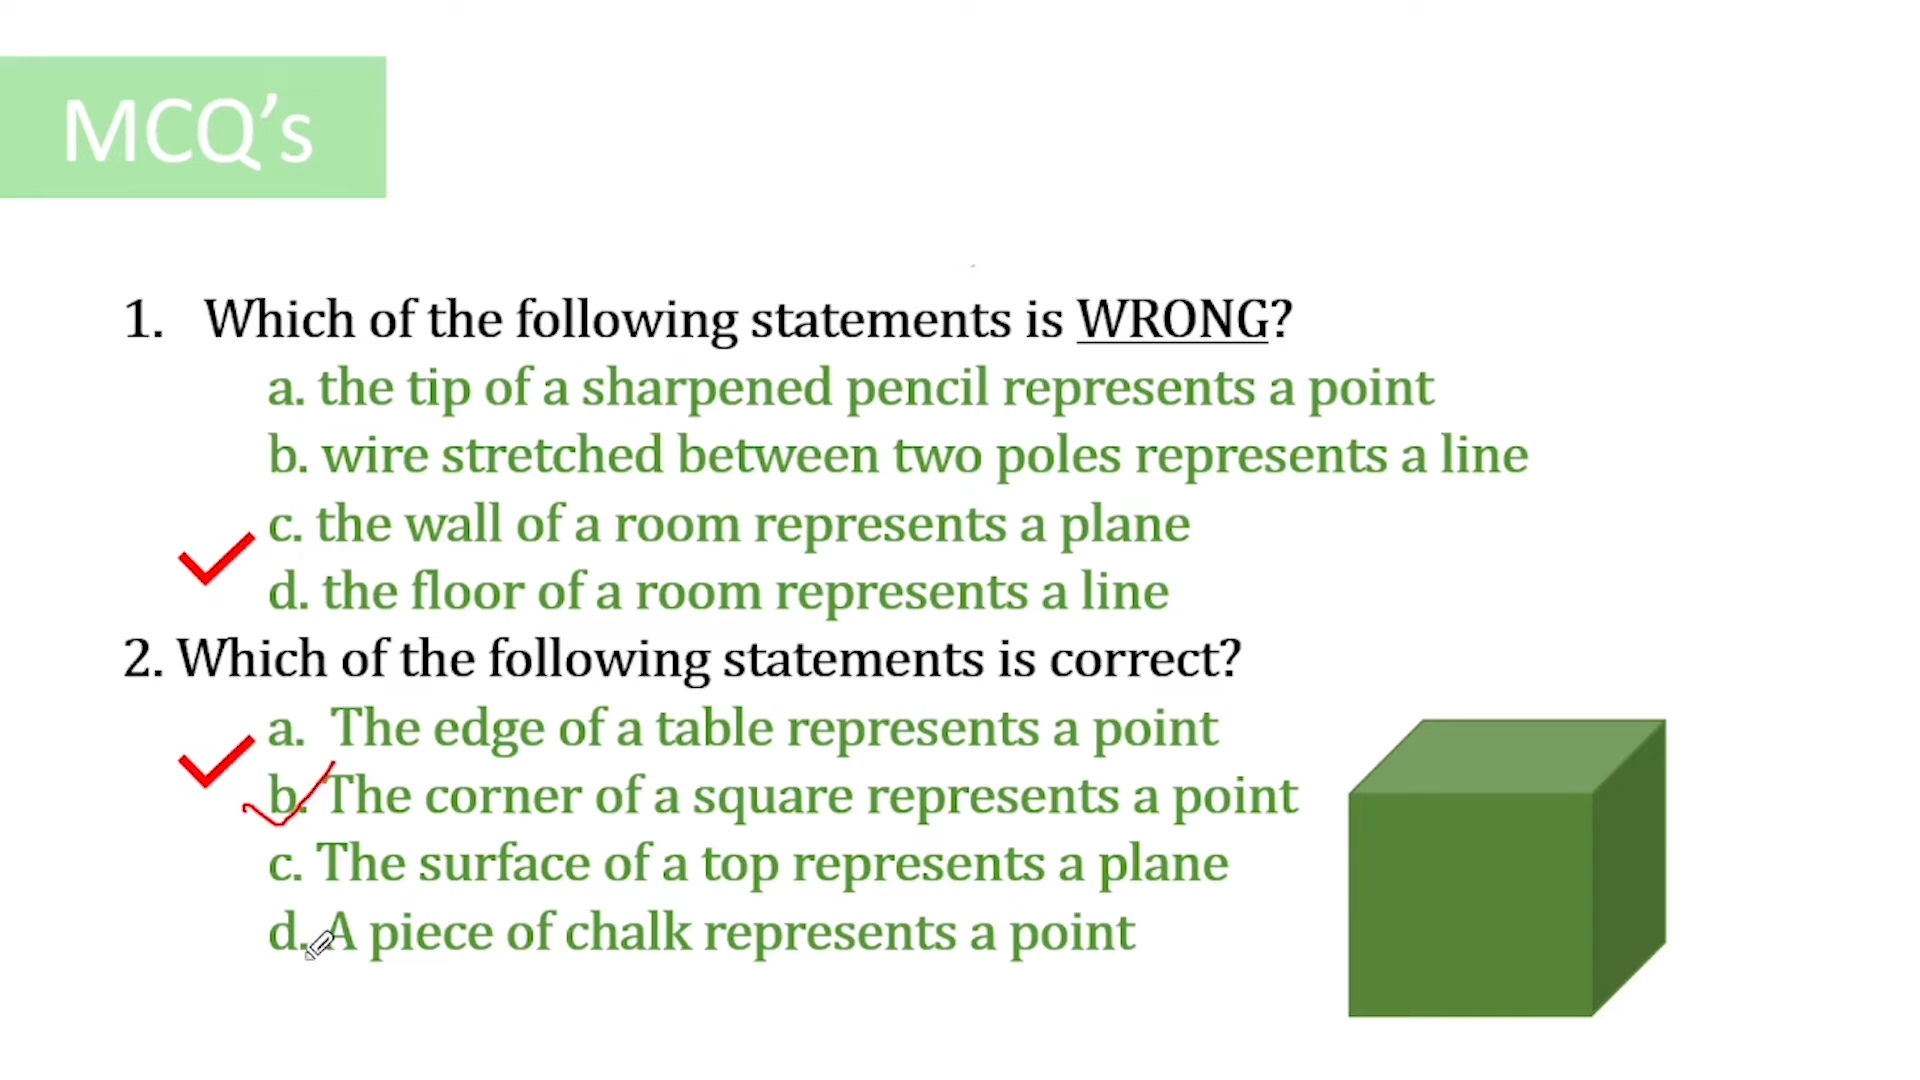 MCQ’s
1. Which of the following statements is WRONG?
a. the tip of a sharpened pencil represents a point
b. wire stretched between two poles represents a line
c. the wall of a room represents a plane
d. the floor of a room represents a line
2. Which of the following statements is correct?
a. The edge of a table represents a point
b. The corner of a square represents a point
c. The surface of a top represents a plane
d. A piece of chalk represents a point